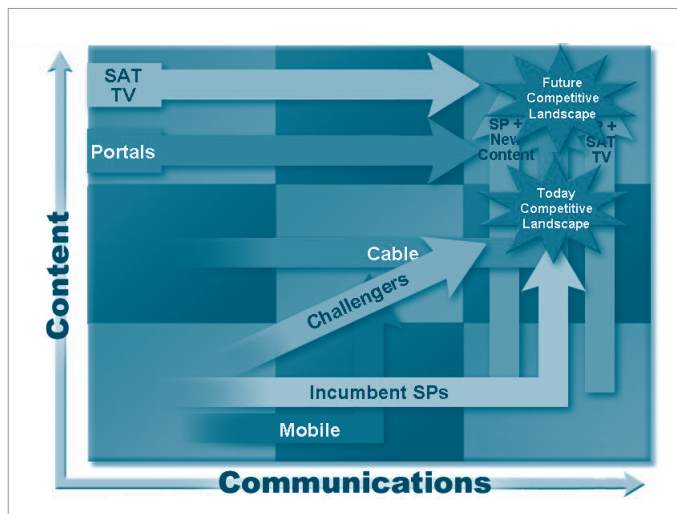 SAT
TV
Portals
Future
Competitive
Landscape
SP +
New
Content
+
SAT
TV
Today
Competitive
Landscape
Cable
Challengers
Incumbent SPs
Mobile
Content
Communications